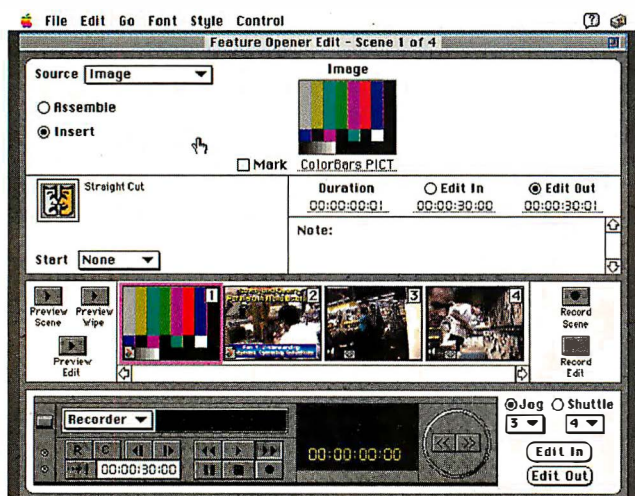 File Edit Go Font Style Control
Feature Opener Edit – Scene 1 of 4
Source Image
Assemble
Insert
Image
Mark ColorBars PICT
Straight Cut
Start None
Duration Edit In Edit Out
00:00:00:01 00:00:30:00 00:00:30:01
Note:
Preview Scene
Preview Wipe
Preview Edit
1 2 3 4
Record Scene
Record Edit
Recorder
R C
00:00:30:00
00:00:00:00
Jog Shuttle
3 4
Edit In
Edit Out